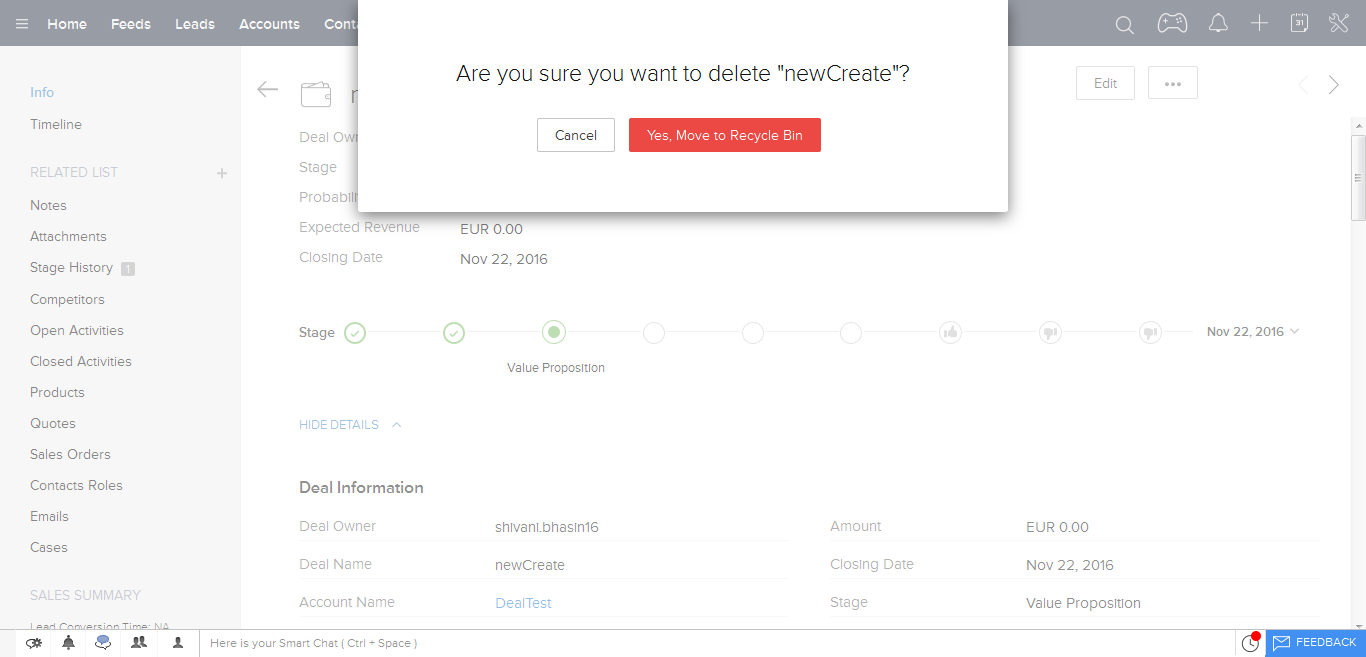 Home Feeds Leads Accounts Conta
31
Are you sure you want to delete "newCreate"?
Cancel Yes, Move to Recycle Bin
Edit
Info
Timeline
RELATED LIST
Notes
Attachments
Stage History 1
Competitors
Open Activities
Closed Activities
Products
Quotes
Sales Orders
Contacts Roles
Emails
Cases
SALES SUMMARY
Lead Conversion Time: NA
Deal Own
Stage
Probabili
Expected Revenue EUR 0.00
Closing Date Nov 22, 2016
Stage Nov 22, 2016
Value Proposition
HIDE DETAILS
Deal Information
Deal Owner shivani.bhasin16 Amount EUR 0.00
Deal Name newCreate Closing Date Nov 22, 2016
Account Name DealTest Stage Value Proposition
Here is your Smart Chat ( Ctrl + Space )
FEEDBACK